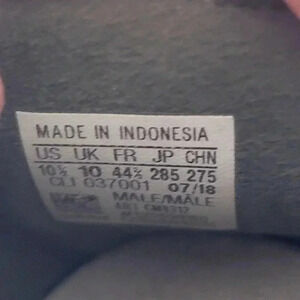 MADE IN INDONESIA
US UK FR JP CHN
10½ 10 44⅔ 285 275
CLI 037001 07/18
MALE/MÂLE
ART